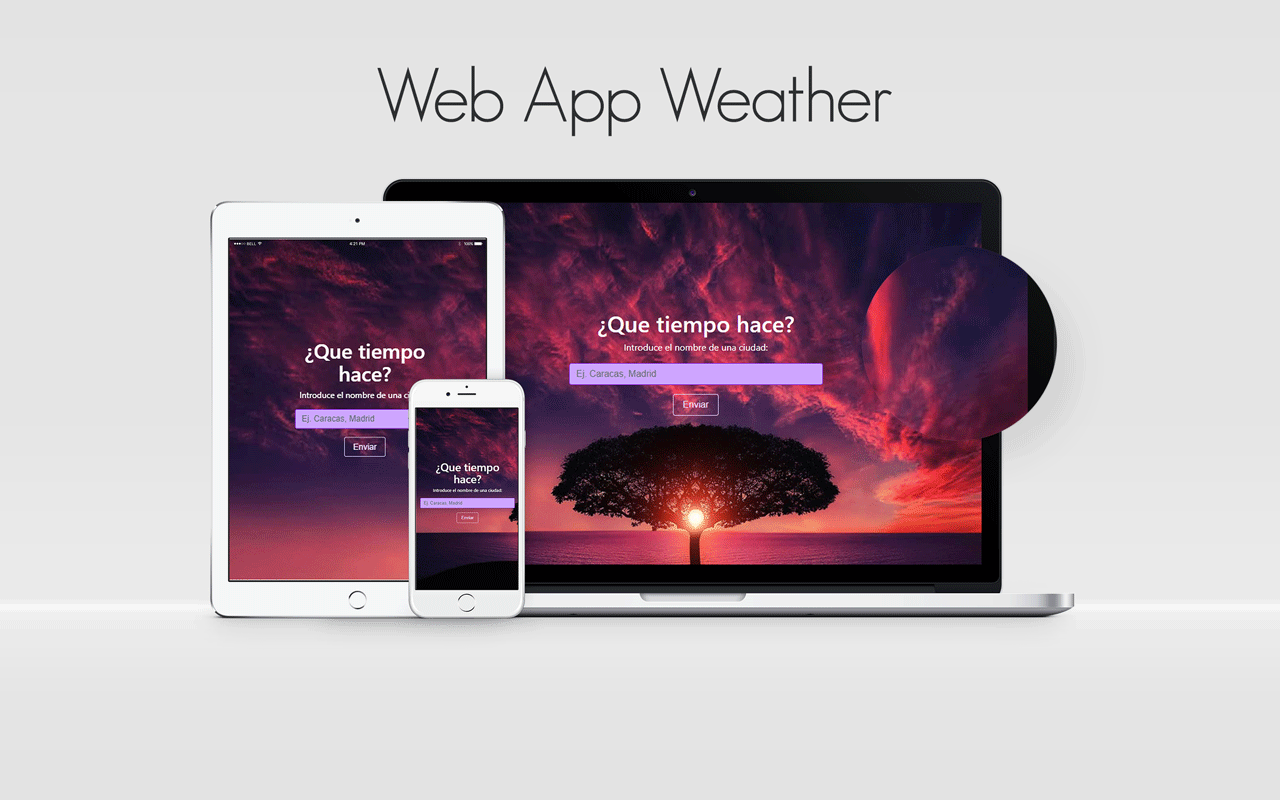 Web App Weather
BELL
4:21 PM
100%
¿Que tiempo
hace?
Introduce el nombre de una ci
Ej. Caracas, Madrid
Enviar
¿Que tiempo
hace?
Introduce el nombre de una ciudad:
Ej. Caracas, Madrid
Enviar
¿Que tiempo hace?
Introduce el nombre de una ciudad:
Ej. Caracas, Madrid
Enviar